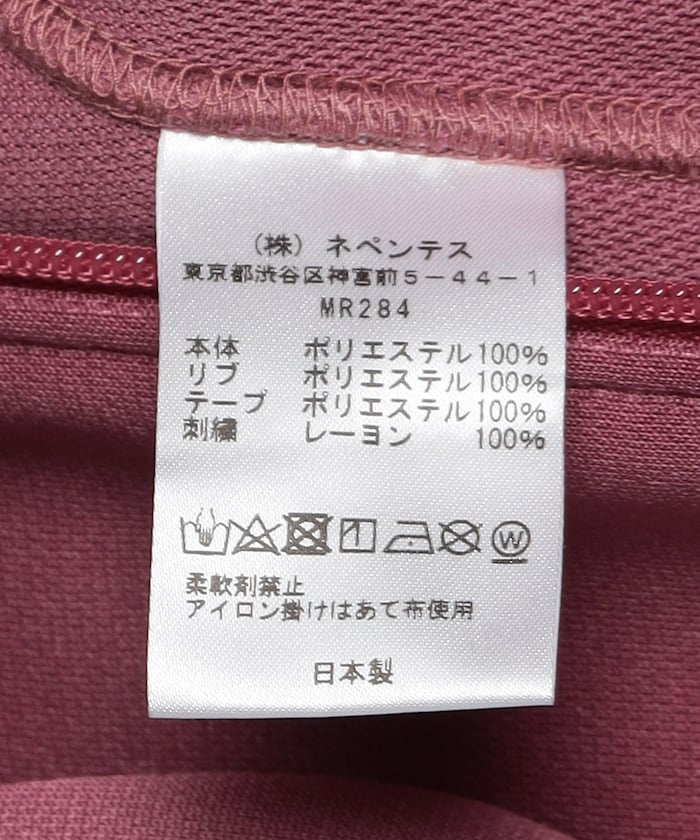 （株）ネペンテス
東京都渋谷区神宮前５－４４－１
MR284
本体 ポリエステル100%
リブ ポリエステル100%
テープ ポリエステル100%
刺繍 レーヨン 100%
W
柔軟剤禁止
アイロン掛けはあて布使用
日本製